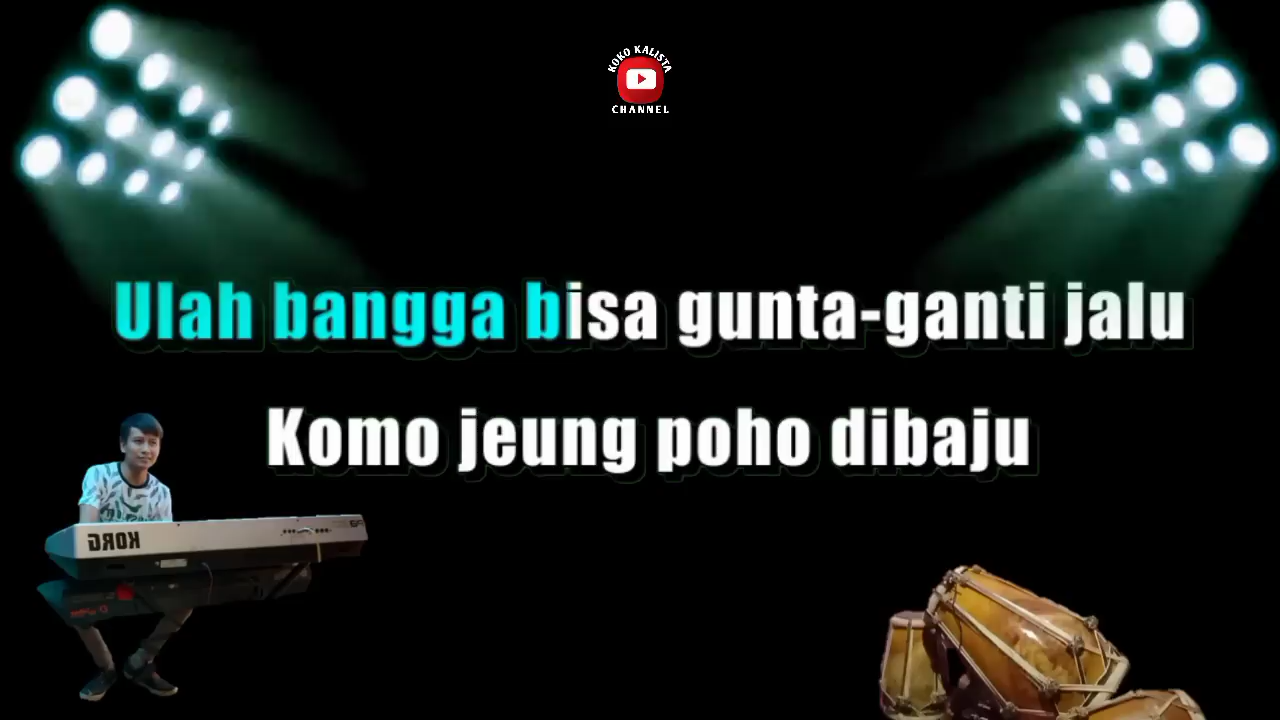 KOKO KALISTA
CHANNEL
Ulah bangga bisa gunta-ganti jalu
Komo jeung poho dibaju
KORG